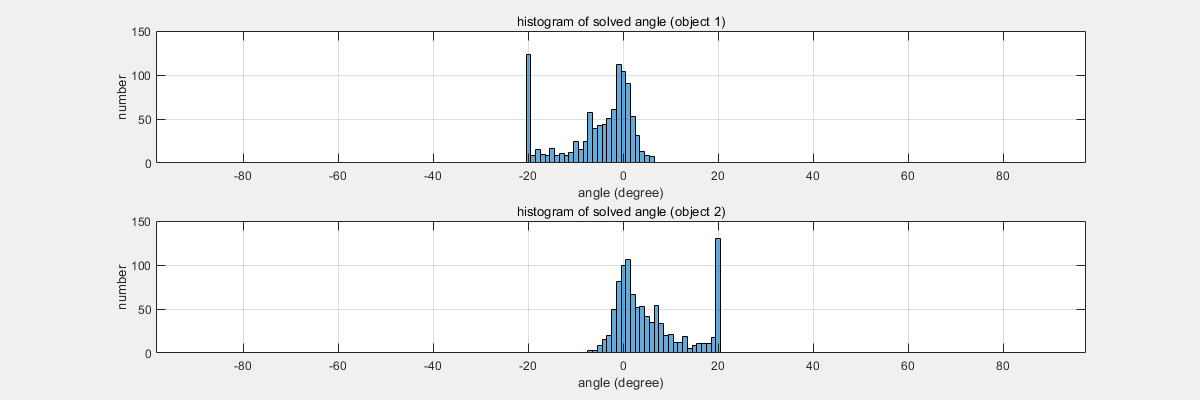 histogram of solved angle (object 1)
150
100
50
0
number
-80 -60 -40 -20 0 20 40 60 80
angle (degree)
histogram of solved angle (object 2)
150
100
50
0
number
-80 -60 -40 -20 0 20 40 60 80
angle (degree)